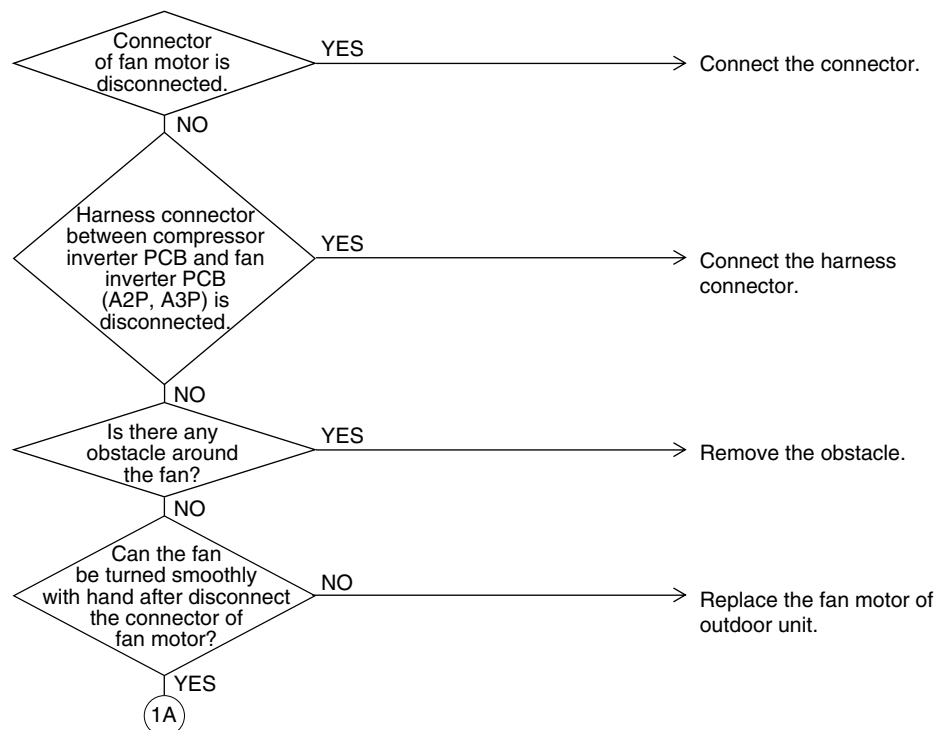 Connector
of fan motor is
disconnected.
YES
Connect the connector.
NO
Harness connector
between compressor
inverter PCB and fan
inverter PCB
(A2P, A3P) is
disconnected.
YES
Connect the harness
connector.
NO
Is there any
obstacle around
the fan?
YES
Remove the obstacle.
NO
Can the fan
be turned smoothly
with hand after disconnect
the connector of
fan motor?
NO
Replace the fan motor of
outdoor unit.
YES
1A